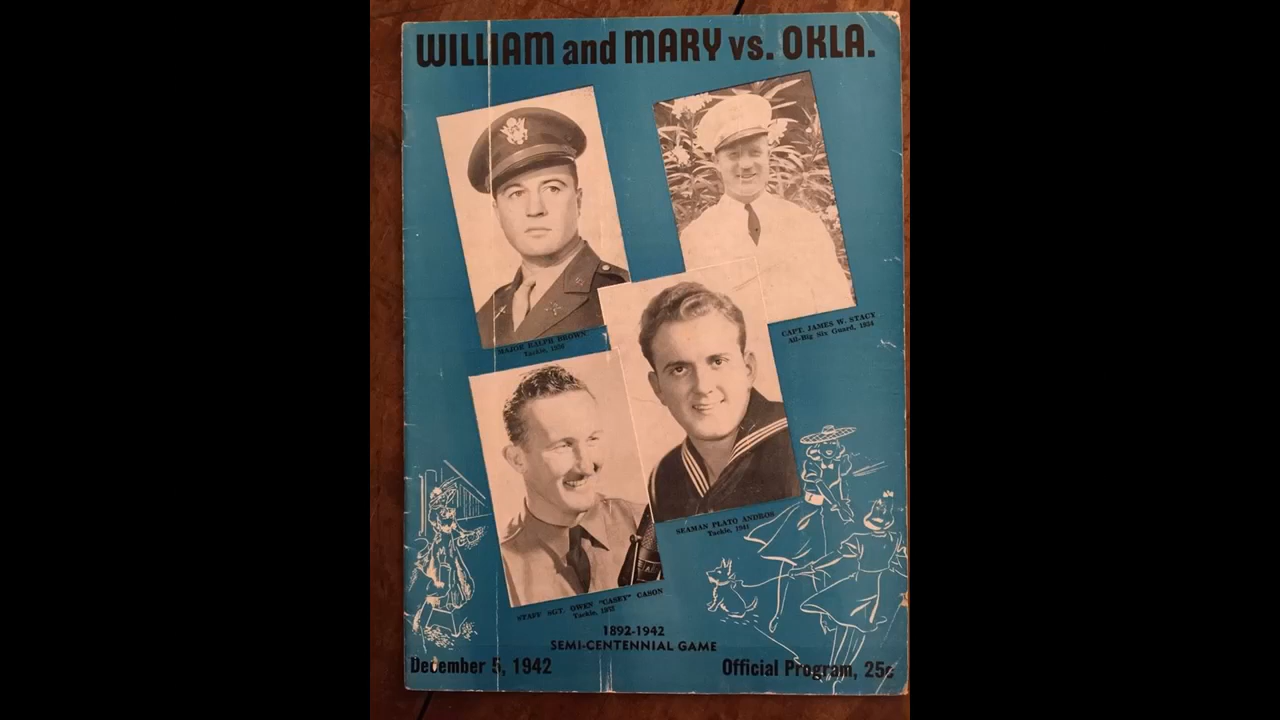 WILLIAM and MARY vs. OKLA.
MAJOR RALPH BROWN
Tackle, 1936
CAPT. JAMES W. STACY
All-Big Six Guard, 1934
SEAMAN PLATO ANDROS
Tackle, 1941
STAFF SGT. OWEN "CASEY" CASON
Tackle, 1932
1892-1942
SEMI-CENTENNIAL GAME
December 5, 1942
Official Program, 25c